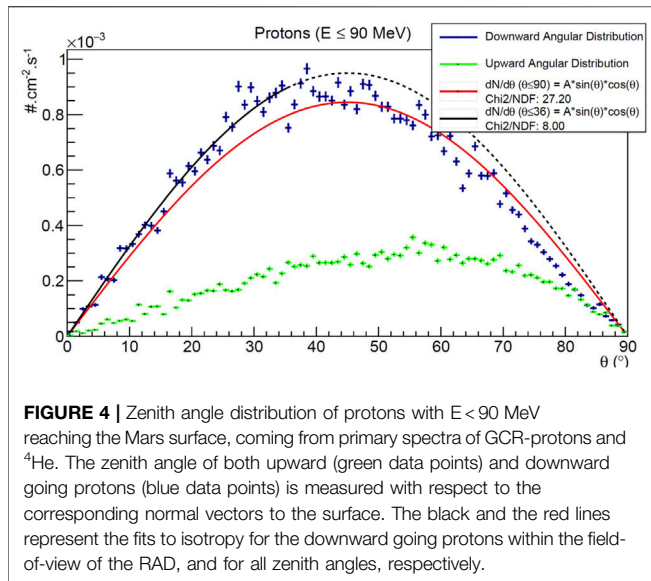 Protons (E ≤ 90 MeV)
×10⁻³
#.cm⁻².s⁻¹
1
0.8
0.6
0.4
0.2
0
Downward Angular Distribution
Upward Angular Distribution
dN/dθ (θ≤90) = A*sin(θ)*cos(θ)
Chi2/NDF: 27.20
dN/dθ (θ≤36) = A*sin(θ)*cos(θ)
Chi2/NDF: 8.00
0 10 20 30 40 50 60 70 80 90
θ (°)
FIGURE 4 | Zenith angle distribution of protons with E < 90 MeV
reaching the Mars surface, coming from primary spectra of GCR-protons and
⁴He. The zenith angle of both upward (green data points) and downward
going protons (blue data points) is measured with respect to the
corresponding normal vectors to the surface. The black and the red lines
represent the fits to isotropy for the downward going protons within the field-
of-view of the RAD, and for all zenith angles, respectively.